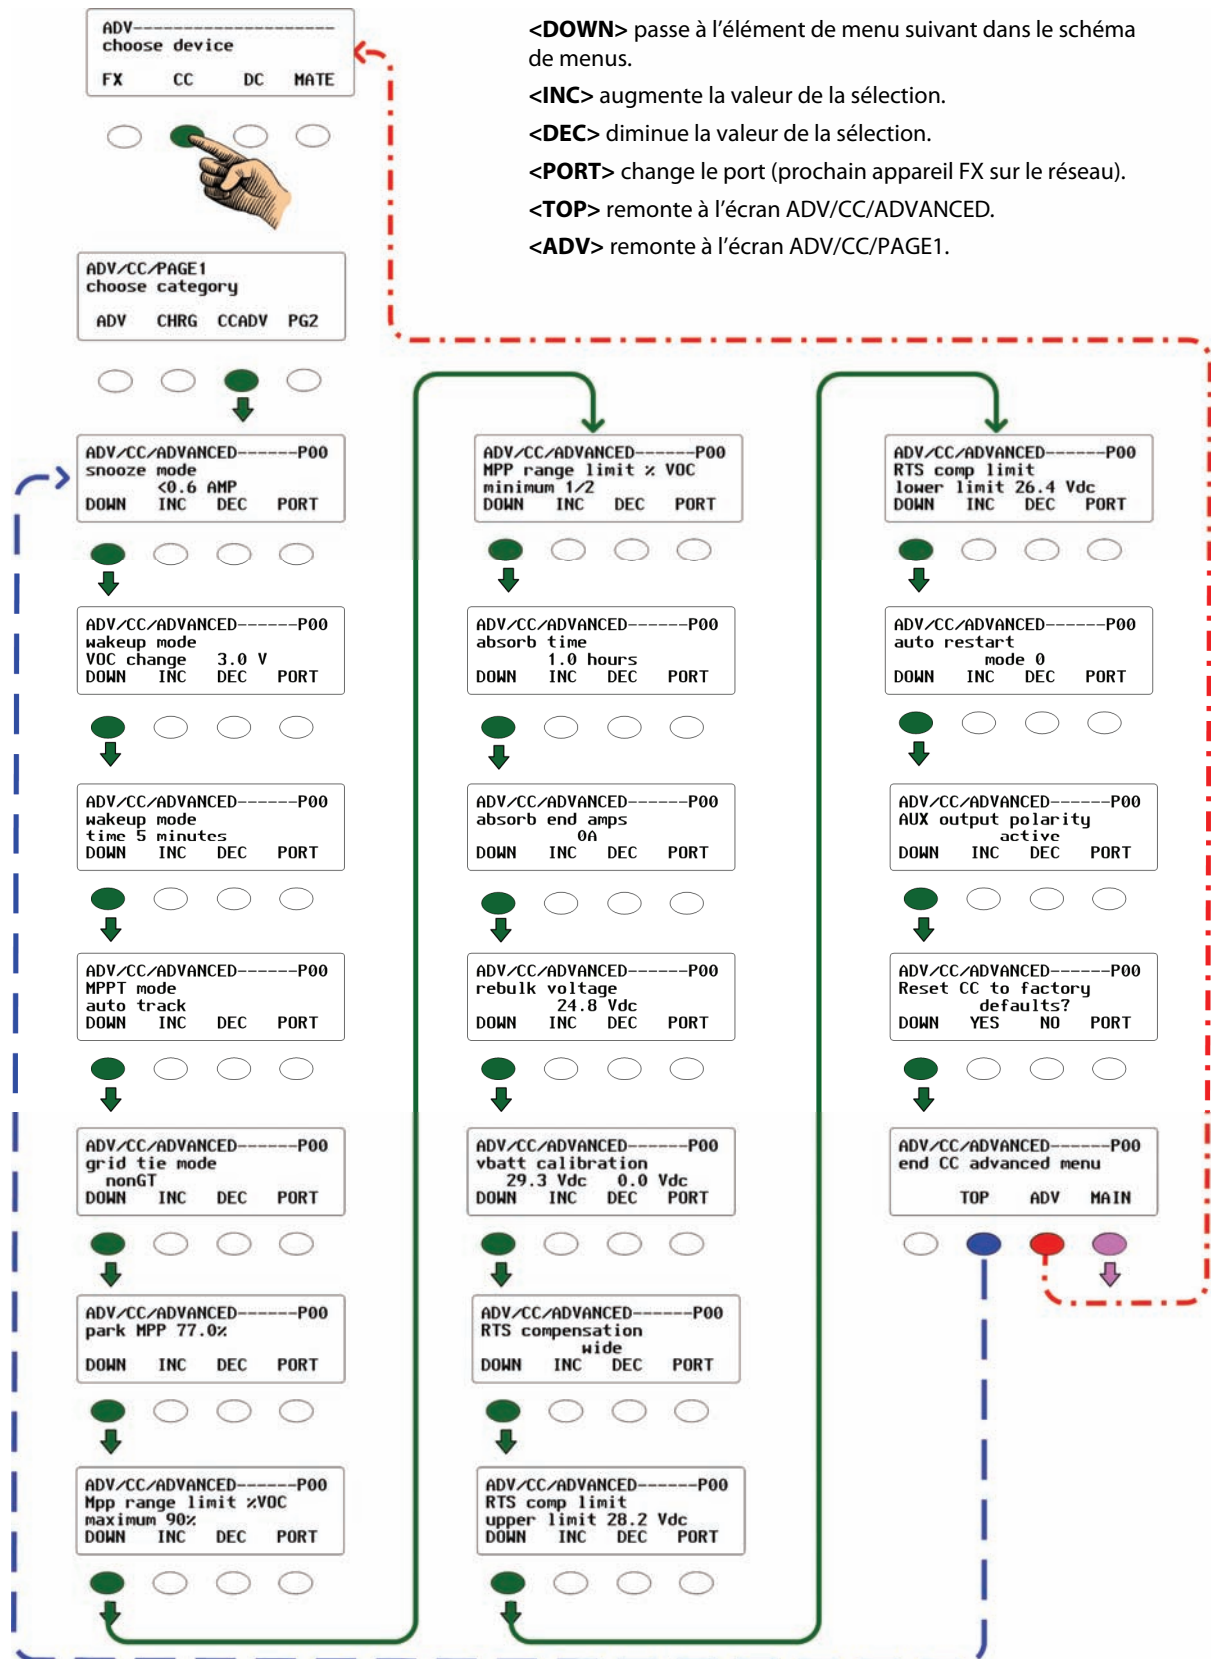 ADV--------------------
choose device
FX CC DC MATE
<DOWN> passe à l’élément de menu suivant dans le schéma
de menus.
<INC> augmente la valeur de la sélection.
<DEC> diminue la valeur de la sélection.
<PORT> change le port (prochain appareil FX sur le réseau).
<TOP> remonte à l’écran ADV/CC/ADVANCED.
<ADV> remonte à l’écran ADV/CC/PAGE1.
ADV/CC/PAGE1
choose category
ADV CHRG CCADV PG2
ADV/CC/ADVANCED------P00
snooze mode
<0.6 AMP
DOWN INC DEC PORT
ADV/CC/ADVANCED------P00
wakeup mode
VOC change 3.0 V
DOWN INC DEC PORT
ADV/CC/ADVANCED------P00
wakeup mode
time 5 minutes
DOWN INC DEC PORT
ADV/CC/ADVANCED------P00
MPPT mode
auto track
DOWN INC DEC PORT
ADV/CC/ADVANCED------P00
grid tie mode
nonGT
DOWN INC DEC PORT
ADV/CC/ADVANCED------P00
park MPP 77.0%
DOWN INC DEC PORT
ADV/CC/ADVANCED------P00
Mpp range limit %VOC
maximum 90%
DOWN INC DEC PORT
ADV/CC/ADVANCED------P00
MPP range limit % VOC
minimum 1/2
DOWN INC DEC PORT
ADV/CC/ADVANCED------P00
absorb time
1.0 hours
DOWN INC DEC PORT
ADV/CC/ADVANCED------P00
absorb end amps
0A
DOWN INC DEC PORT
ADV/CC/ADVANCED------P00
rebulk voltage
24.8 Vdc
DOWN INC DEC PORT
ADV/CC/ADVANCED------P00
vbatt calibration
29.3 Vdc 0.0 Vdc
DOWN INC DEC PORT
ADV/CC/ADVANCED------P00
RTS compensation
wide
DOWN INC DEC PORT
ADV/CC/ADVANCED------P00
RTS comp limit
upper limit 28.2 Vdc
DOWN INC DEC PORT
ADV/CC/ADVANCED------P00
RTS comp limit
lower limit 26.4 Vdc
DOWN INC DEC PORT
ADV/CC/ADVANCED------P00
auto restart
mode 0
DOWN INC DEC PORT
ADV/CC/ADVANCED------P00
AUX output polarity
active
DOWN INC DEC PORT
ADV/CC/ADVANCED------P00
Reset CC to factory
defaults?
DOWN YES NO PORT
ADV/CC/ADVANCED------P00
end CC advanced menu
TOP ADV MAIN